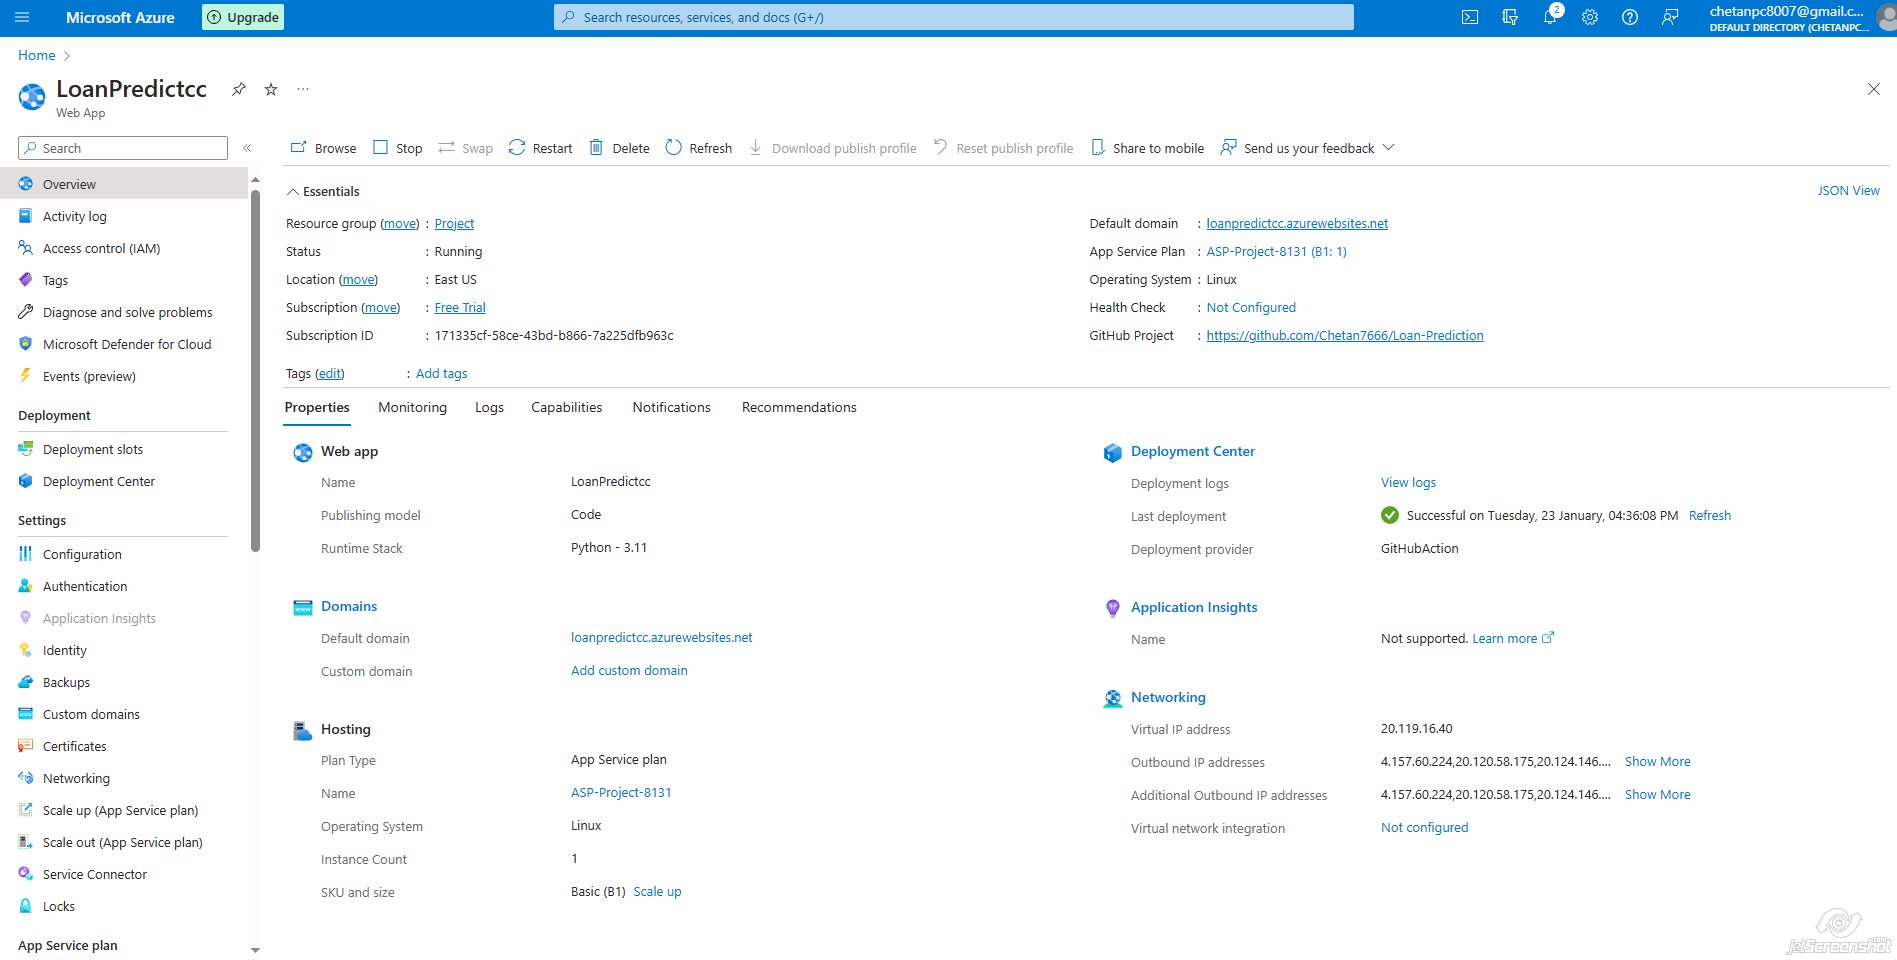 Microsoft Azure
Upgrade
Search resources, services, and docs (G+/)
2
chetanpc8007@gmail.c...
DEFAULT DIRECTORY (CHETANPC...
Home
LoanPredictcc
Web App
Search
Browse Stop Swap Restart Delete Refresh Download publish profile Reset publish profile Share to mobile Send us your feedback
Overview
Activity log
Access control (IAM)
Tags
Diagnose and solve problems
Microsoft Defender for Cloud
Events (preview)
Deployment
Deployment slots
Deployment Center
Settings
Configuration
Authentication
Application Insights
Identity
Backups
Custom domains
Certificates
Networking
Scale up (App Service plan)
Scale out (App Service plan)
Service Connector
Locks
App Service plan
Essentials
JSON View
Resource group (move) : Project
Status : Running
Location (move) : East US
Subscription (move) : Free Trial
Subscription ID : 171335cf-58ce-43bd-b866-7a225dfb963c
Default domain : loanpredictcc.azurewebsites.net
App Service Plan : ASP-Project-8131 (B1: 1)
Operating System : Linux
Health Check : Not Configured
GitHub Project : https://github.com/Chetan7666/Loan-Prediction
Tags (edit) : Add tags
Properties Monitoring Logs Capabilities Notifications Recommendations
Web app
Name LoanPredictcc
Publishing model Code
Runtime Stack Python - 3.11
Domains
Default domain loanpredictcc.azurewebsites.net
Custom domain Add custom domain
Hosting
Plan Type App Service plan
Name ASP-Project-8131
Operating System Linux
Instance Count 1
SKU and size Basic (B1) Scale up
Deployment Center
Deployment logs View logs
Last deployment Successful on Tuesday, 23 January, 04:36:08 PM Refresh
Deployment provider GitHubAction
Application Insights
Name Not supported. Learn more
Networking
Virtual IP address 20.119.16.40
Outbound IP addresses 4.157.60.224,20.120.58.175,20.124.146.... Show More
Additional Outbound IP addresses 4.157.60.224,20.120.58.175,20.124.146.... Show More
Virtual network integration Not configured
jetScreenshot
.com